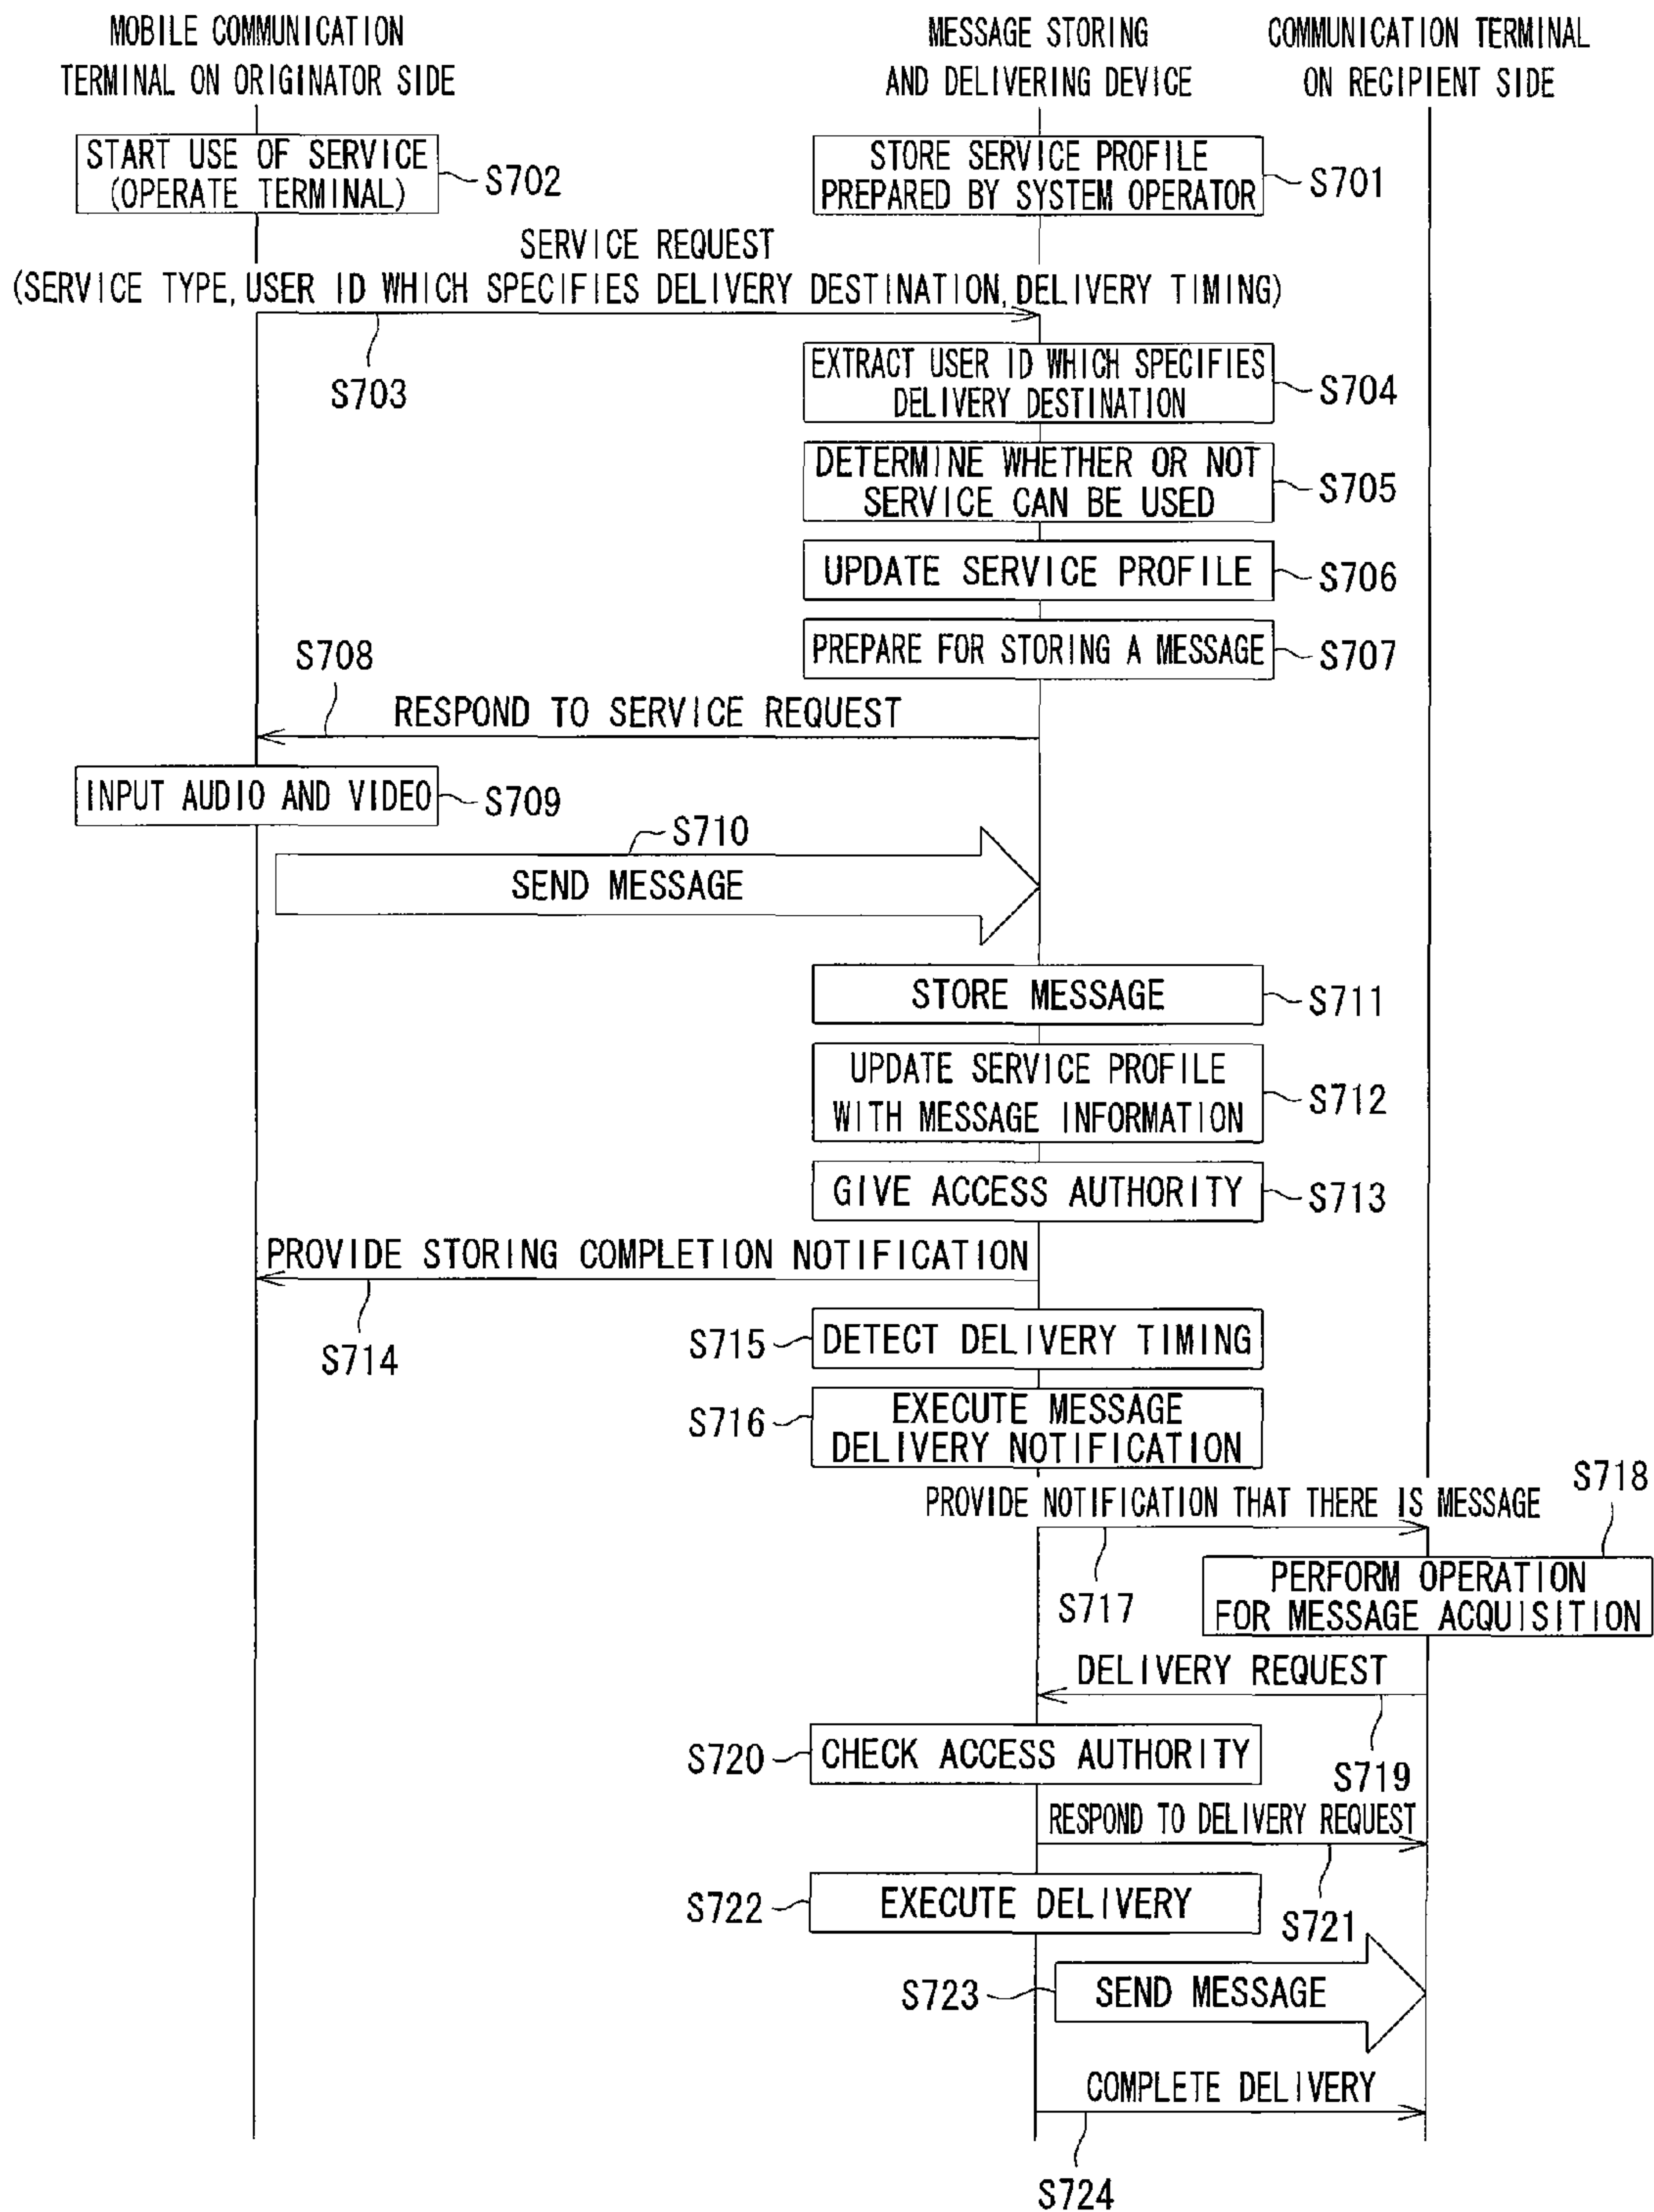 MOBILE COMMUNICATION
TERMINAL ON ORIGINATOR SIDE
MESSAGE STORING
AND DELIVERING DEVICE
COMMUNICATION TERMINAL
ON RECIPIENT SIDE
START USE OF SERVICE
(OPERATE TERMINAL)
S702
STORE SERVICE PROFILE
PREPARED BY SYSTEM OPERATOR
S701
SERVICE REQUEST
(SERVICE TYPE, USER ID WHICH SPECIFIES DELIVERY DESTINATION, DELIVERY TIMING)
S703
EXTRACT USER ID WHICH SPECIFIES
DELIVERY DESTINATION
S704
DETERMINE WHETHER OR NOT
SERVICE CAN BE USED
S705
UPDATE SERVICE PROFILE
S706
PREPARE FOR STORING A MESSAGE
S707
S708
RESPOND TO SERVICE REQUEST
INPUT AUDIO AND VIDEO
S709
S710
SEND MESSAGE
STORE MESSAGE
S711
UPDATE SERVICE PROFILE
WITH MESSAGE INFORMATION
S712
GIVE ACCESS AUTHORITY
S713
PROVIDE STORING COMPLETION NOTIFICATION
S714
S715
DETECT DELIVERY TIMING
S716
EXECUTE MESSAGE
DELIVERY NOTIFICATION
S718
PROVIDE NOTIFICATION THAT THERE IS MESSAGE
S717
PERFORM OPERATION
FOR MESSAGE ACQUISITION
DELIVERY REQUEST
S719
S720
CHECK ACCESS AUTHORITY
RESPOND TO DELIVERY REQUEST
S721
S722
EXECUTE DELIVERY
S723
SEND MESSAGE
COMPLETE DELIVERY
S724